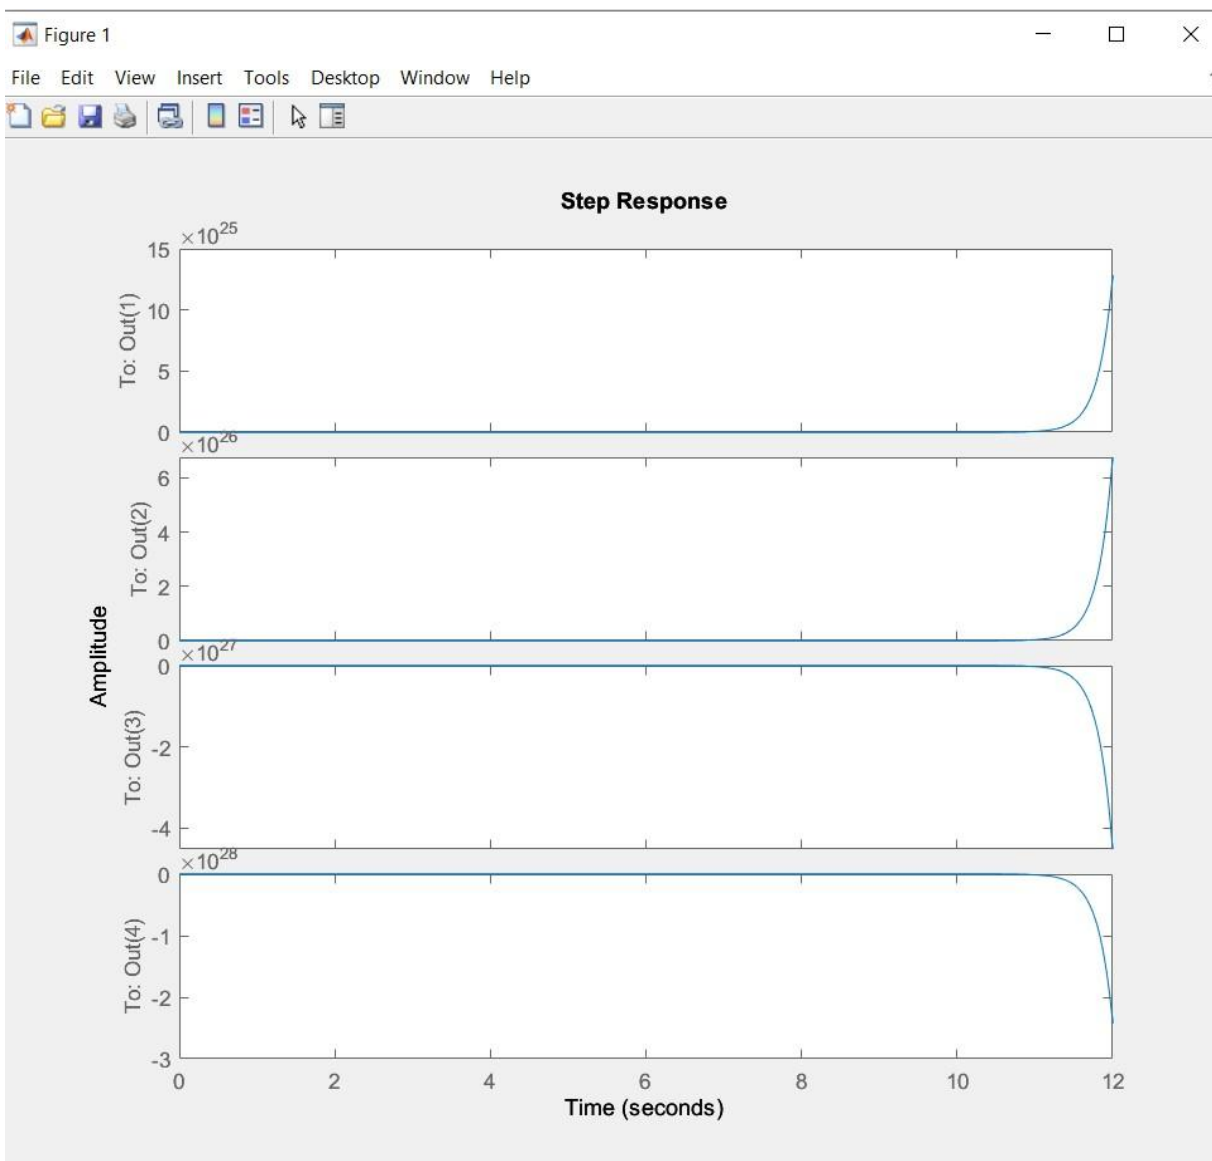 Figure 1
File Edit View Insert Tools Desktop Window Help
Step Response
×10^25
15
10
5
0
To: Out(1)
×10^26
6
4
2
0
To: Out(2)
Amplitude
×10^27
0
-2
-4
To: Out(3)
×10^28
0
-1
-2
-3
To: Out(4)
0 2 4 6 8 10 12
Time (seconds)